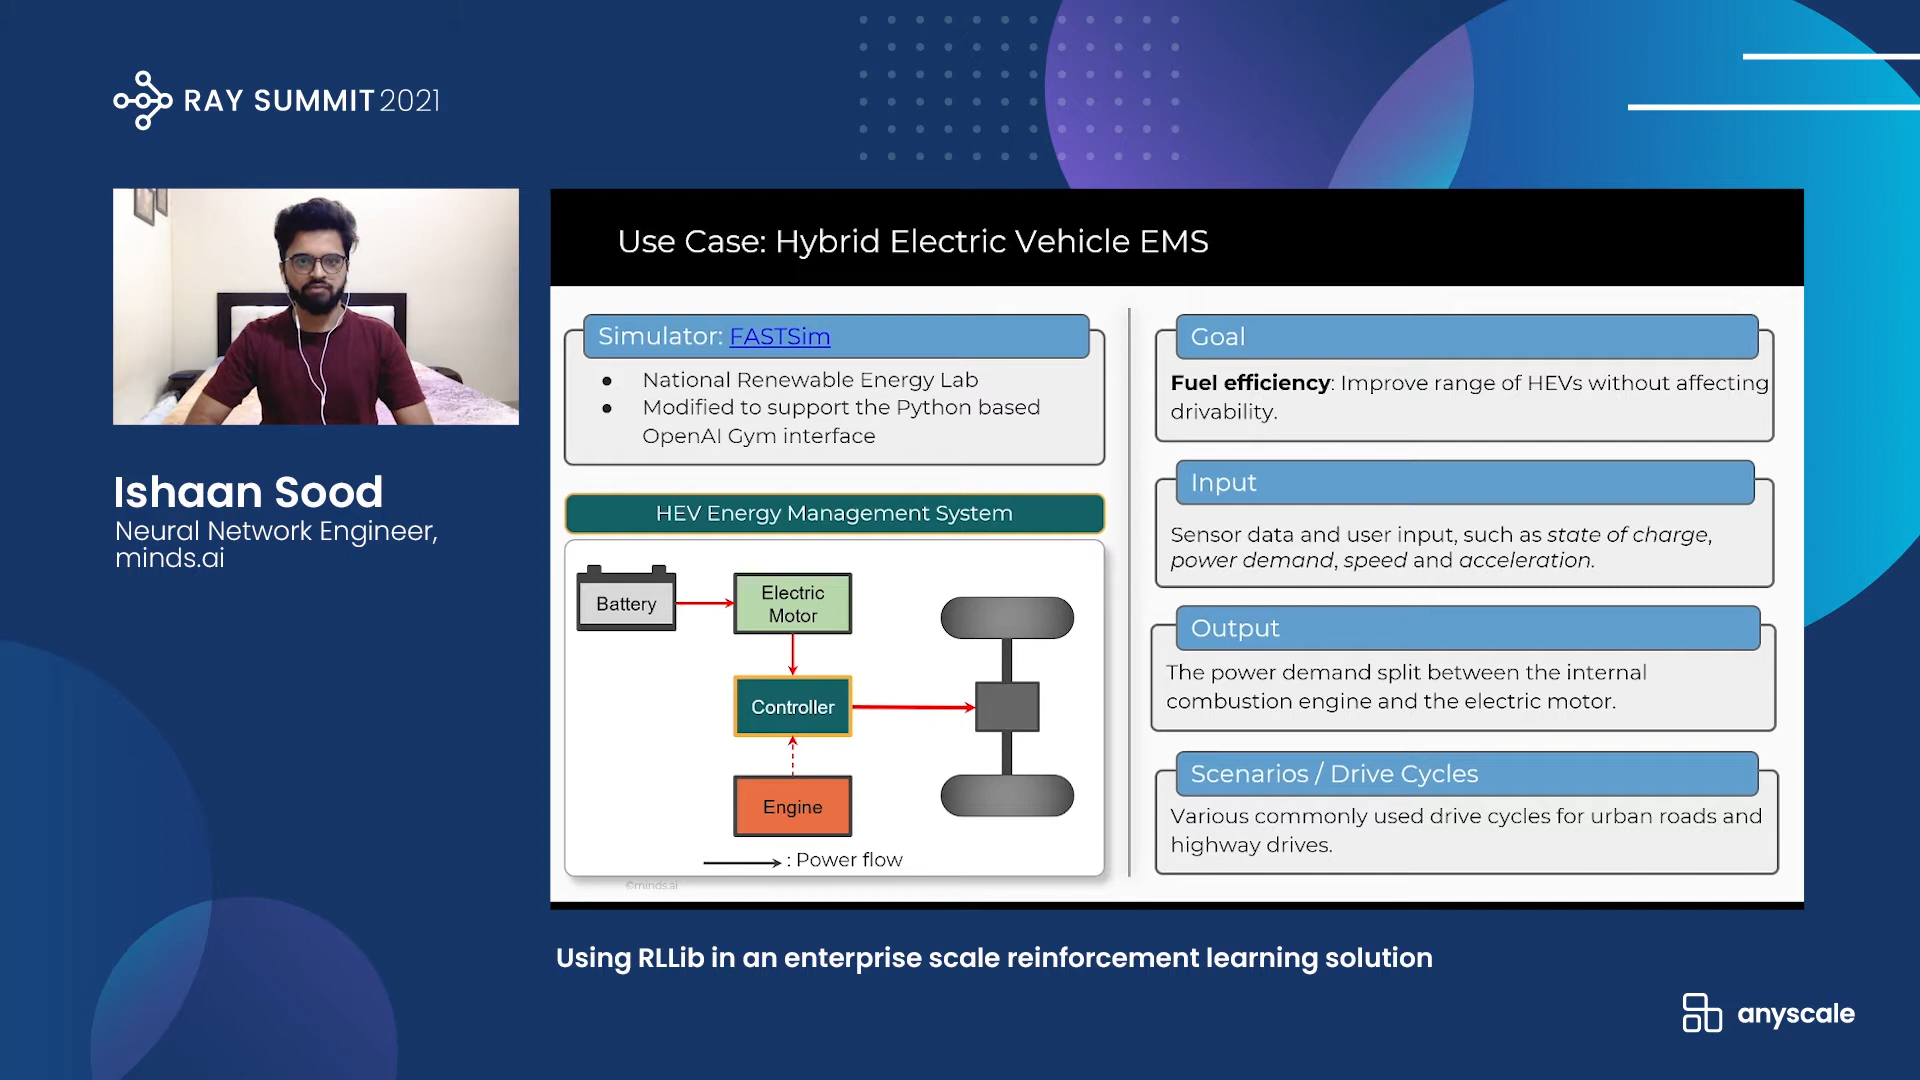 RAY SUMMIT 2021
Ishaan Sood
Neural Network Engineer,
minds.ai
Use Case: Hybrid Electric Vehicle EMS
Simulator: FASTSim
● National Renewable Energy Lab
● Modified to support the Python based
OpenAI Gym interface
HEV Energy Management System
Battery
Electric
Motor
Controller
Engine
: Power flow
©minds.ai
Goal
Fuel efficiency: Improve range of HEVs without affecting
drivability.
Input
Sensor data and user input, such as state of charge,
power demand, speed and acceleration.
Output
The power demand split between the internal
combustion engine and the electric motor.
Scenarios / Drive Cycles
Various commonly used drive cycles for urban roads and
highway drives.
Using RLLib in an enterprise scale reinforcement learning solution
anyscale